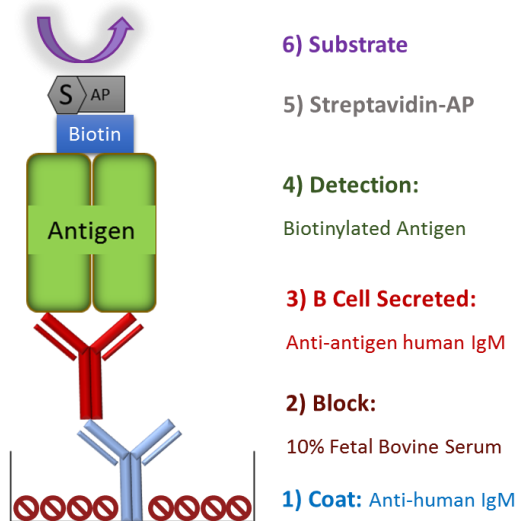 6) Substrate
S AP
5) Streptavidin-AP
Biotin
4) Detection:
Antigen
Biotinylated Antigen
3) B Cell Secreted:
Anti-antigen human IgM
2) Block:
10% Fetal Bovine Serum
1) Coat: Anti-human IgM